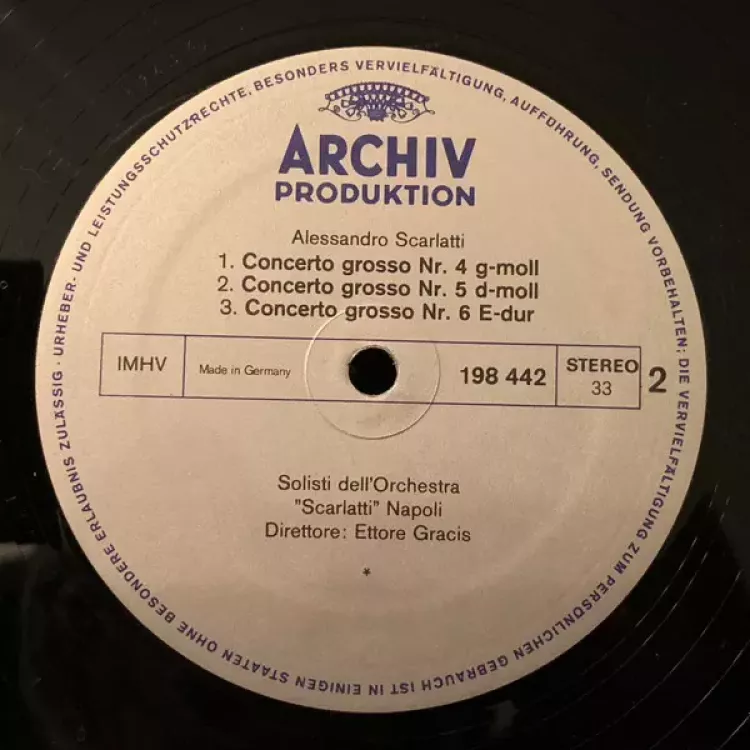 URHEBER- UND LEISTUNGSSCHUTZRECHTE, BESONDERS VERVIELFÄLTIGUNG, AUFFÜHRUNG, SENDUNG VORBEHALTEN; DIE VERVIELFÄLTIGUNG ZUM PERSÖNLICHEN GEBRAUCH IST IN EINIGEN STAATEN OHNE BESONDERE ERLAUBNIS ZULÄSSIG ·
ARCHIV
PRODUKTION
Alessandro Scarlatti
1. Concerto grosso Nr. 4 g-moll
2. Concerto grosso Nr. 5 d-moll
3. Concerto grosso Nr. 6 E-dur
IMHV Made in Germany 198 442 STEREO 33 2
Solisti dell'Orchestra
"Scarlatti" Napoli
Direttore: Ettore Gracis
*